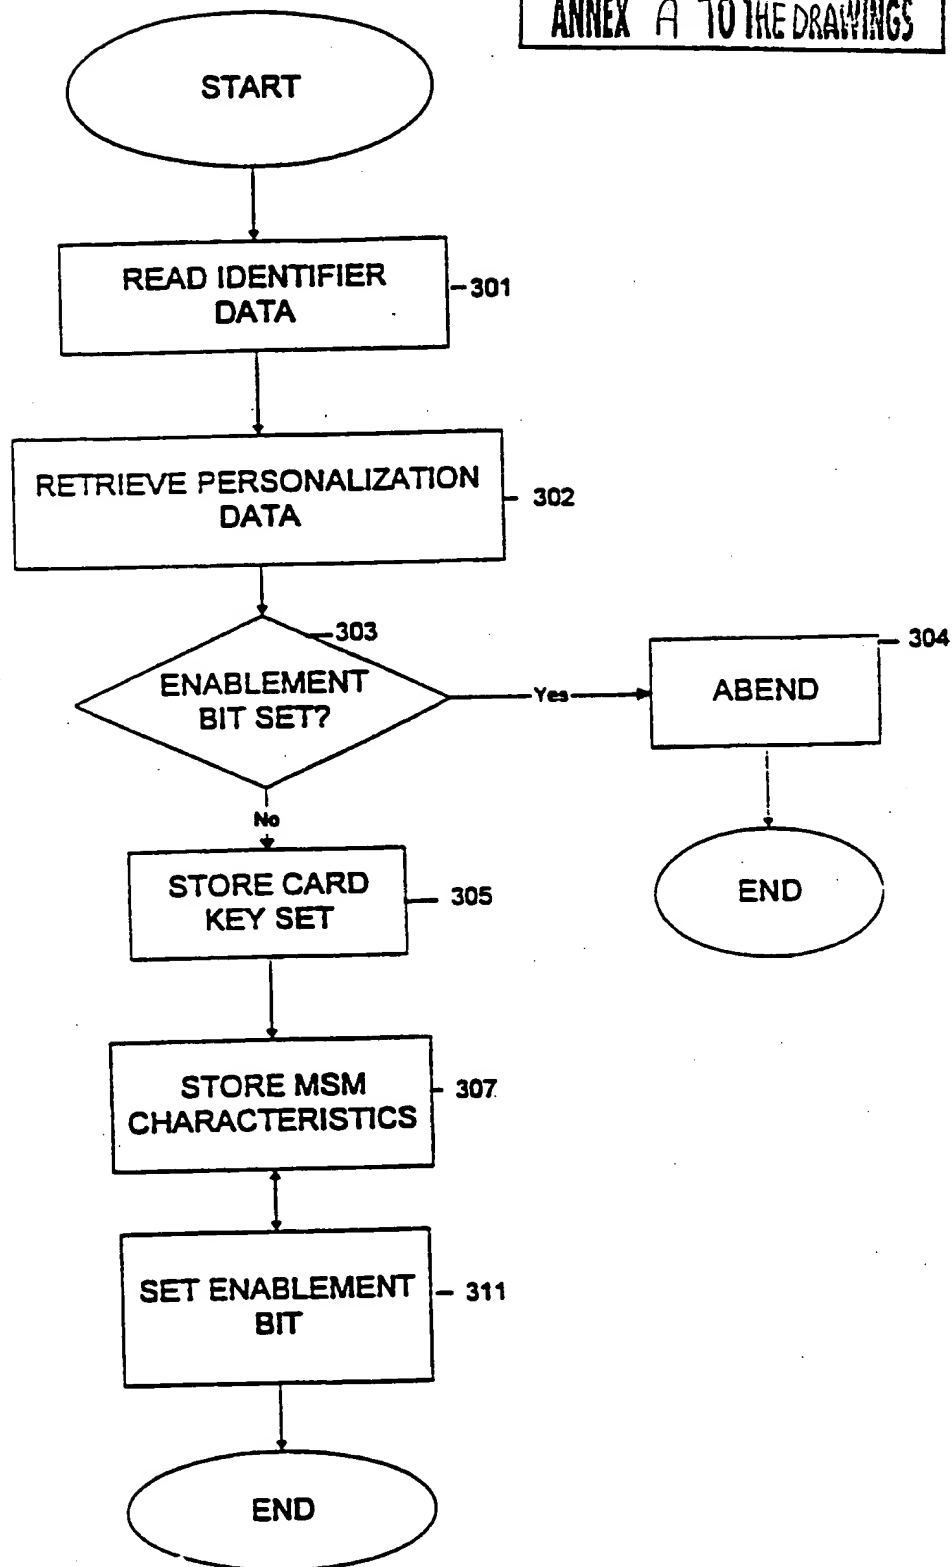 ANNEX A TO THE DRAWINGS
START
READ IDENTIFIER
DATA
301
RETRIEVE PERSONALIZATION
DATA
302
303
ENABLEMENT
BIT SET?
Yes
304
ABEND
No
END
STORE CARD
KEY SET
305
STORE MSM
CHARACTERISTICS
307
SET ENABLEMENT
BIT
311
END